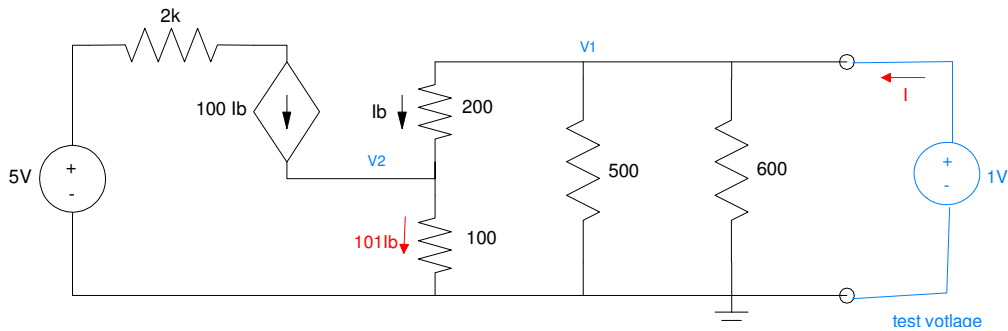 2k
V1
I
100 Ib
Ib
200
V2
5V
+
-
500
600
+
-
1V
101Ib
100
test votlage